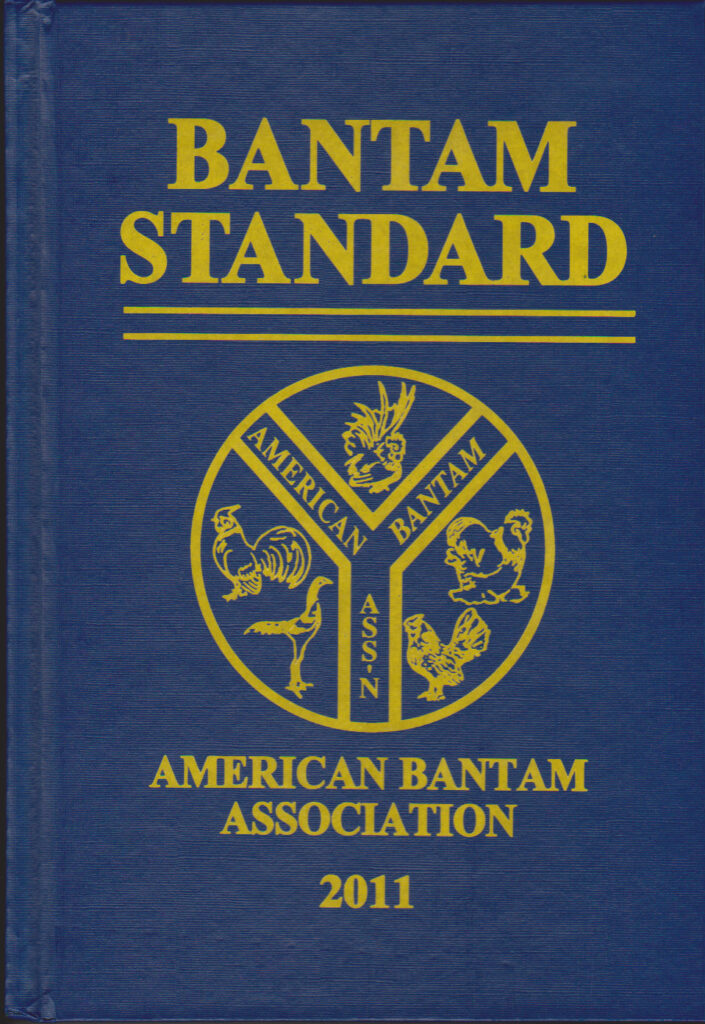 BANTAM
STANDARD
AMERICAN
BANTAM
ASS'N
AMERICAN BANTAM
ASSOCIATION
2011